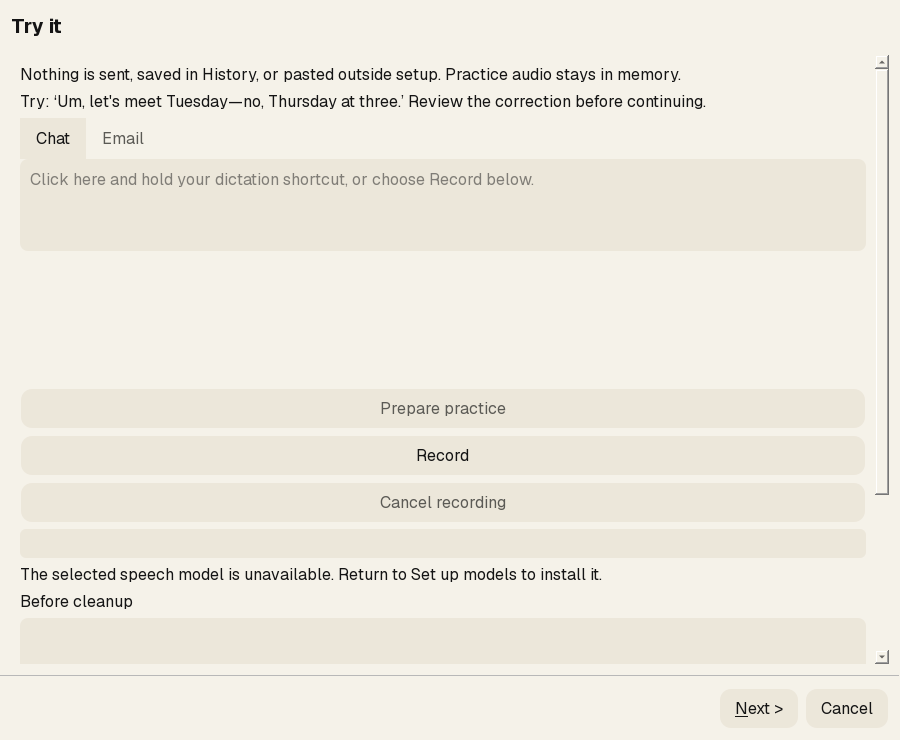 Try it
Nothing is sent, saved in History, or pasted outside setup. Practice audio stays in memory.
Try: ‘Um, let's meet Tuesday—no, Thursday at three.’ Review the correction before continuing.
Chat
Email
Click here and hold your dictation shortcut, or choose Record below.
Prepare practice
Record
Cancel recording
The selected speech model is unavailable. Return to Set up models to install it.
Before cleanup
Next >
Cancel